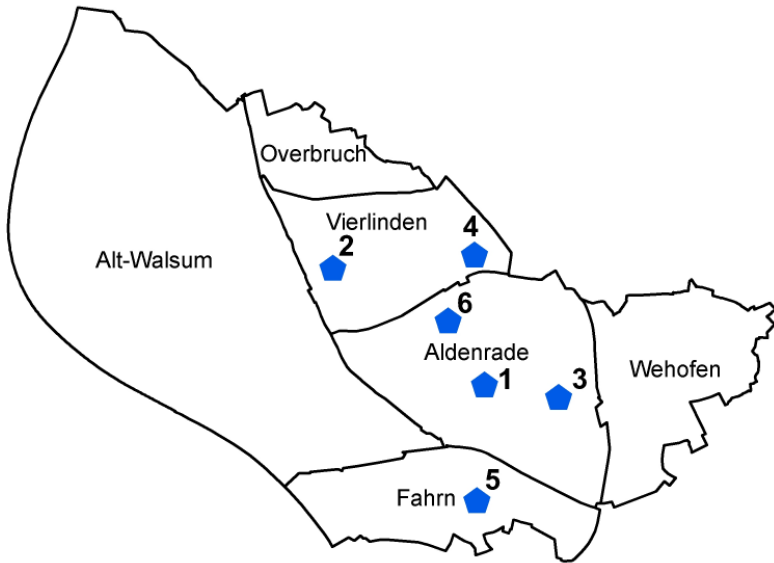 Overbruch
Vierlinden
4
2
Alt-Walsum
6
Aldenrade
Wehofen
1
3
5
Fahrn